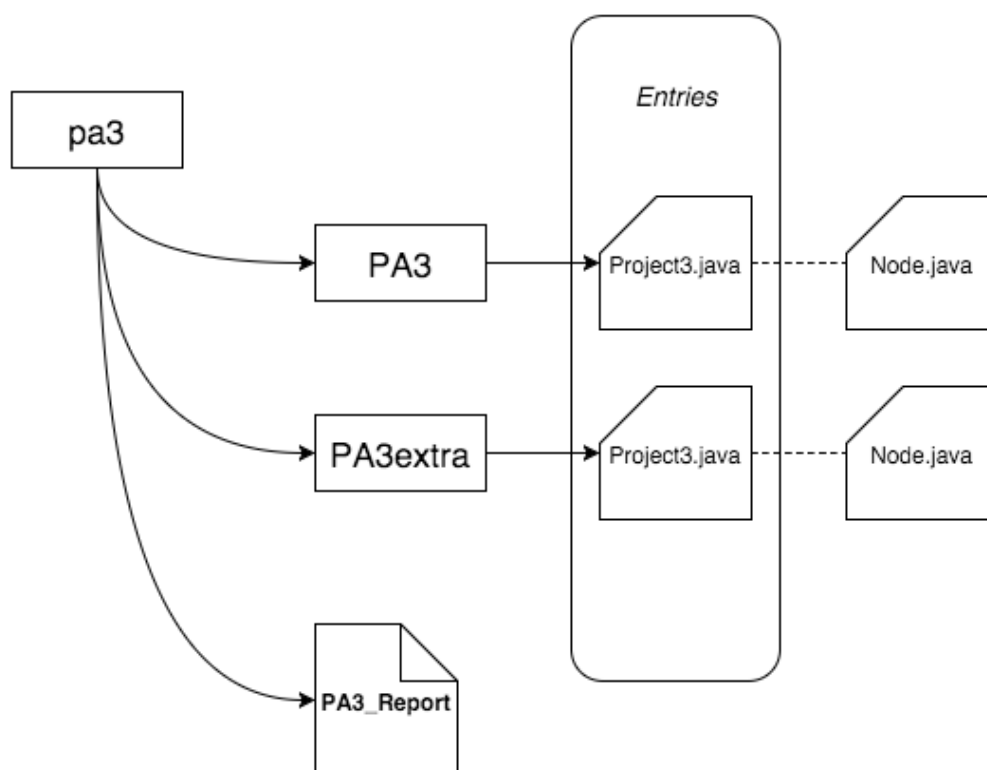 Entries
pa3
PA3
Project3.java
Node.java
PA3extra
Project3.java
Node.java
PA3_Report